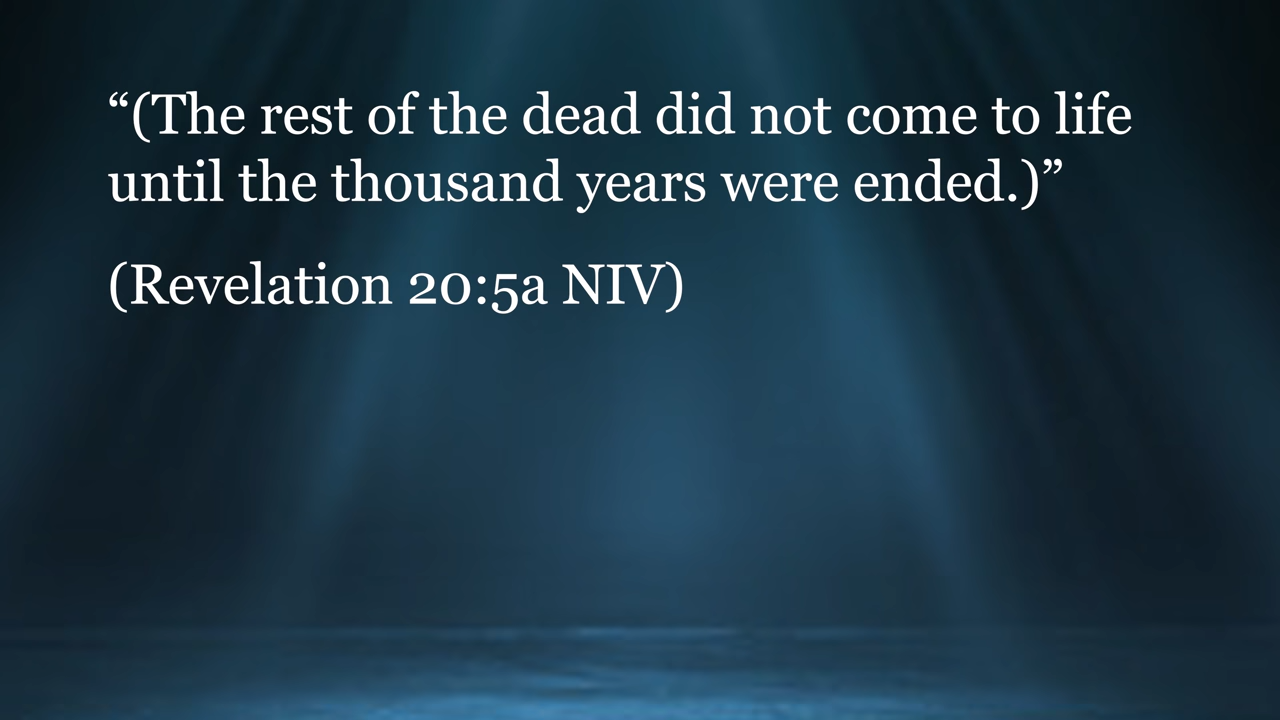 “(The rest of the dead did not come to life
until the thousand years were ended.)”
(Revelation 20:5a NIV)